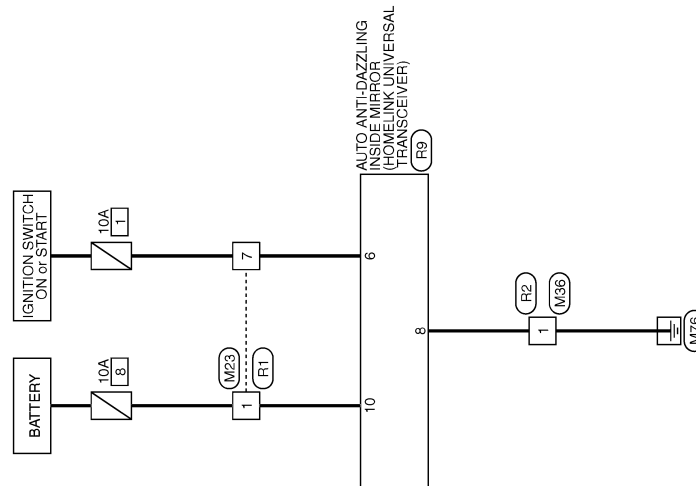 BATTERY
IGNITION SWITCH
ON or START
10A
8
10A
1
M23
1
R1
7
10
6
AUTO ANTI-DAZZLING
INSIDE MIRROR
(HOMELINK UNIVERSAL
TRANSCEIVER)
R9
8
R2
1
M36
M76